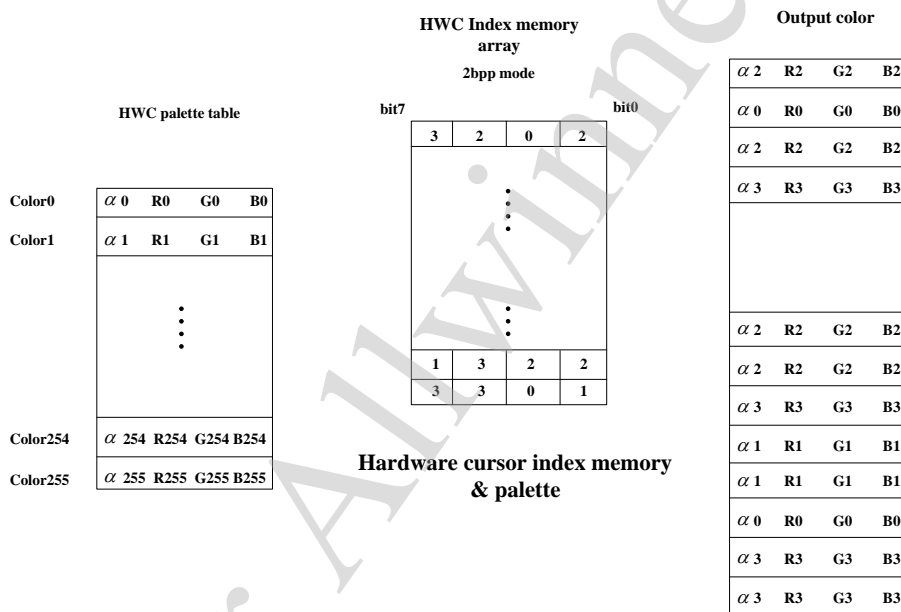 HWC Index memory
array
2bpp mode
Output color
HWC palette table
bit7
bit0
3 2 0 2
1 3 2 2
3 3 0 1
Color0 α 0 R0 G0 B0
Color1 α 1 R1 G1 B1
Color254 α 254 R254 G254 B254
Color255 α 255 R255 G255 B255
Hardware cursor index memory
& palette
α 2 R2 G2 B2
α 0 R0 G0 B0
α 2 R2 G2 B2
α 3 R3 G3 B3
α 2 R2 G2 B2
α 2 R2 G2 B2
α 3 R3 G3 B3
α 1 R1 G1 B1
α 1 R1 G1 B1
α 0 R0 G0 B0
α 3 R3 G3 B3
α 3 R3 G3 B3